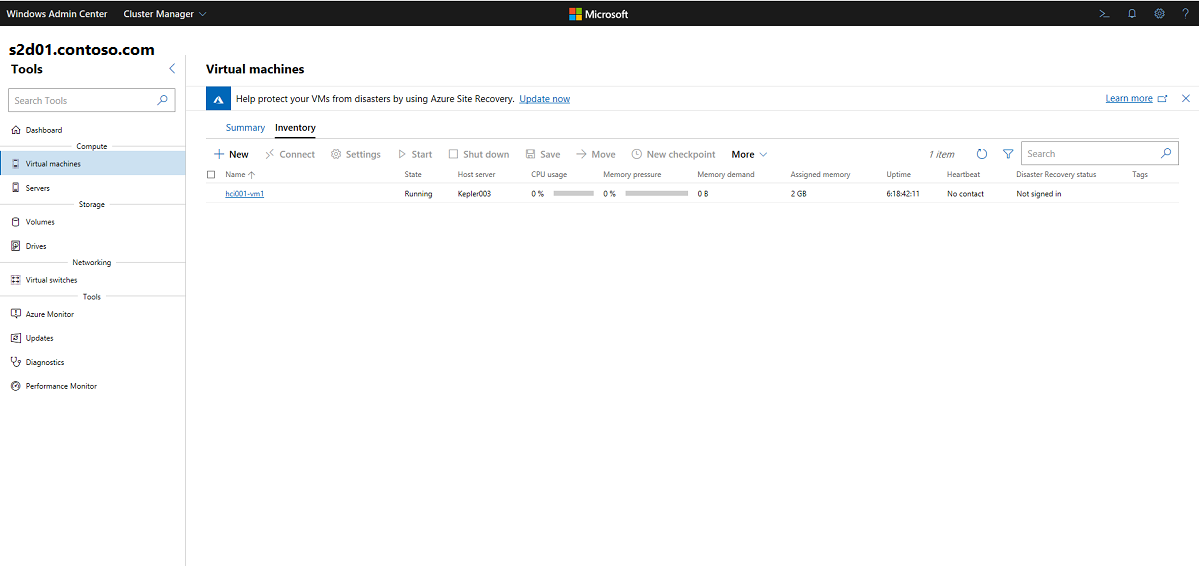 Windows Admin Center Cluster Manager Microsoft
s2d01.contoso.com
Tools
Search Tools
Dashboard
Compute
Virtual machines
Servers
Storage
Volumes
Drives
Networking
Virtual switches
Tools
Azure Monitor
Updates
Diagnostics
Performance Monitor
Virtual machines
Help protect your VMs from disasters by using Azure Site Recovery. Update now Learn more
Summary Inventory
New Connect Settings Start Shut down Save Move New checkpoint More 1 item Search
Name State Host server CPU usage Memory pressure Memory demand Assigned memory Uptime Heartbeat Disaster Recovery status Tags
hci001-vm1 Running Kepler003 0 % 0 % 0 B 2 GB 6:18:42:11 No contact Not signed in